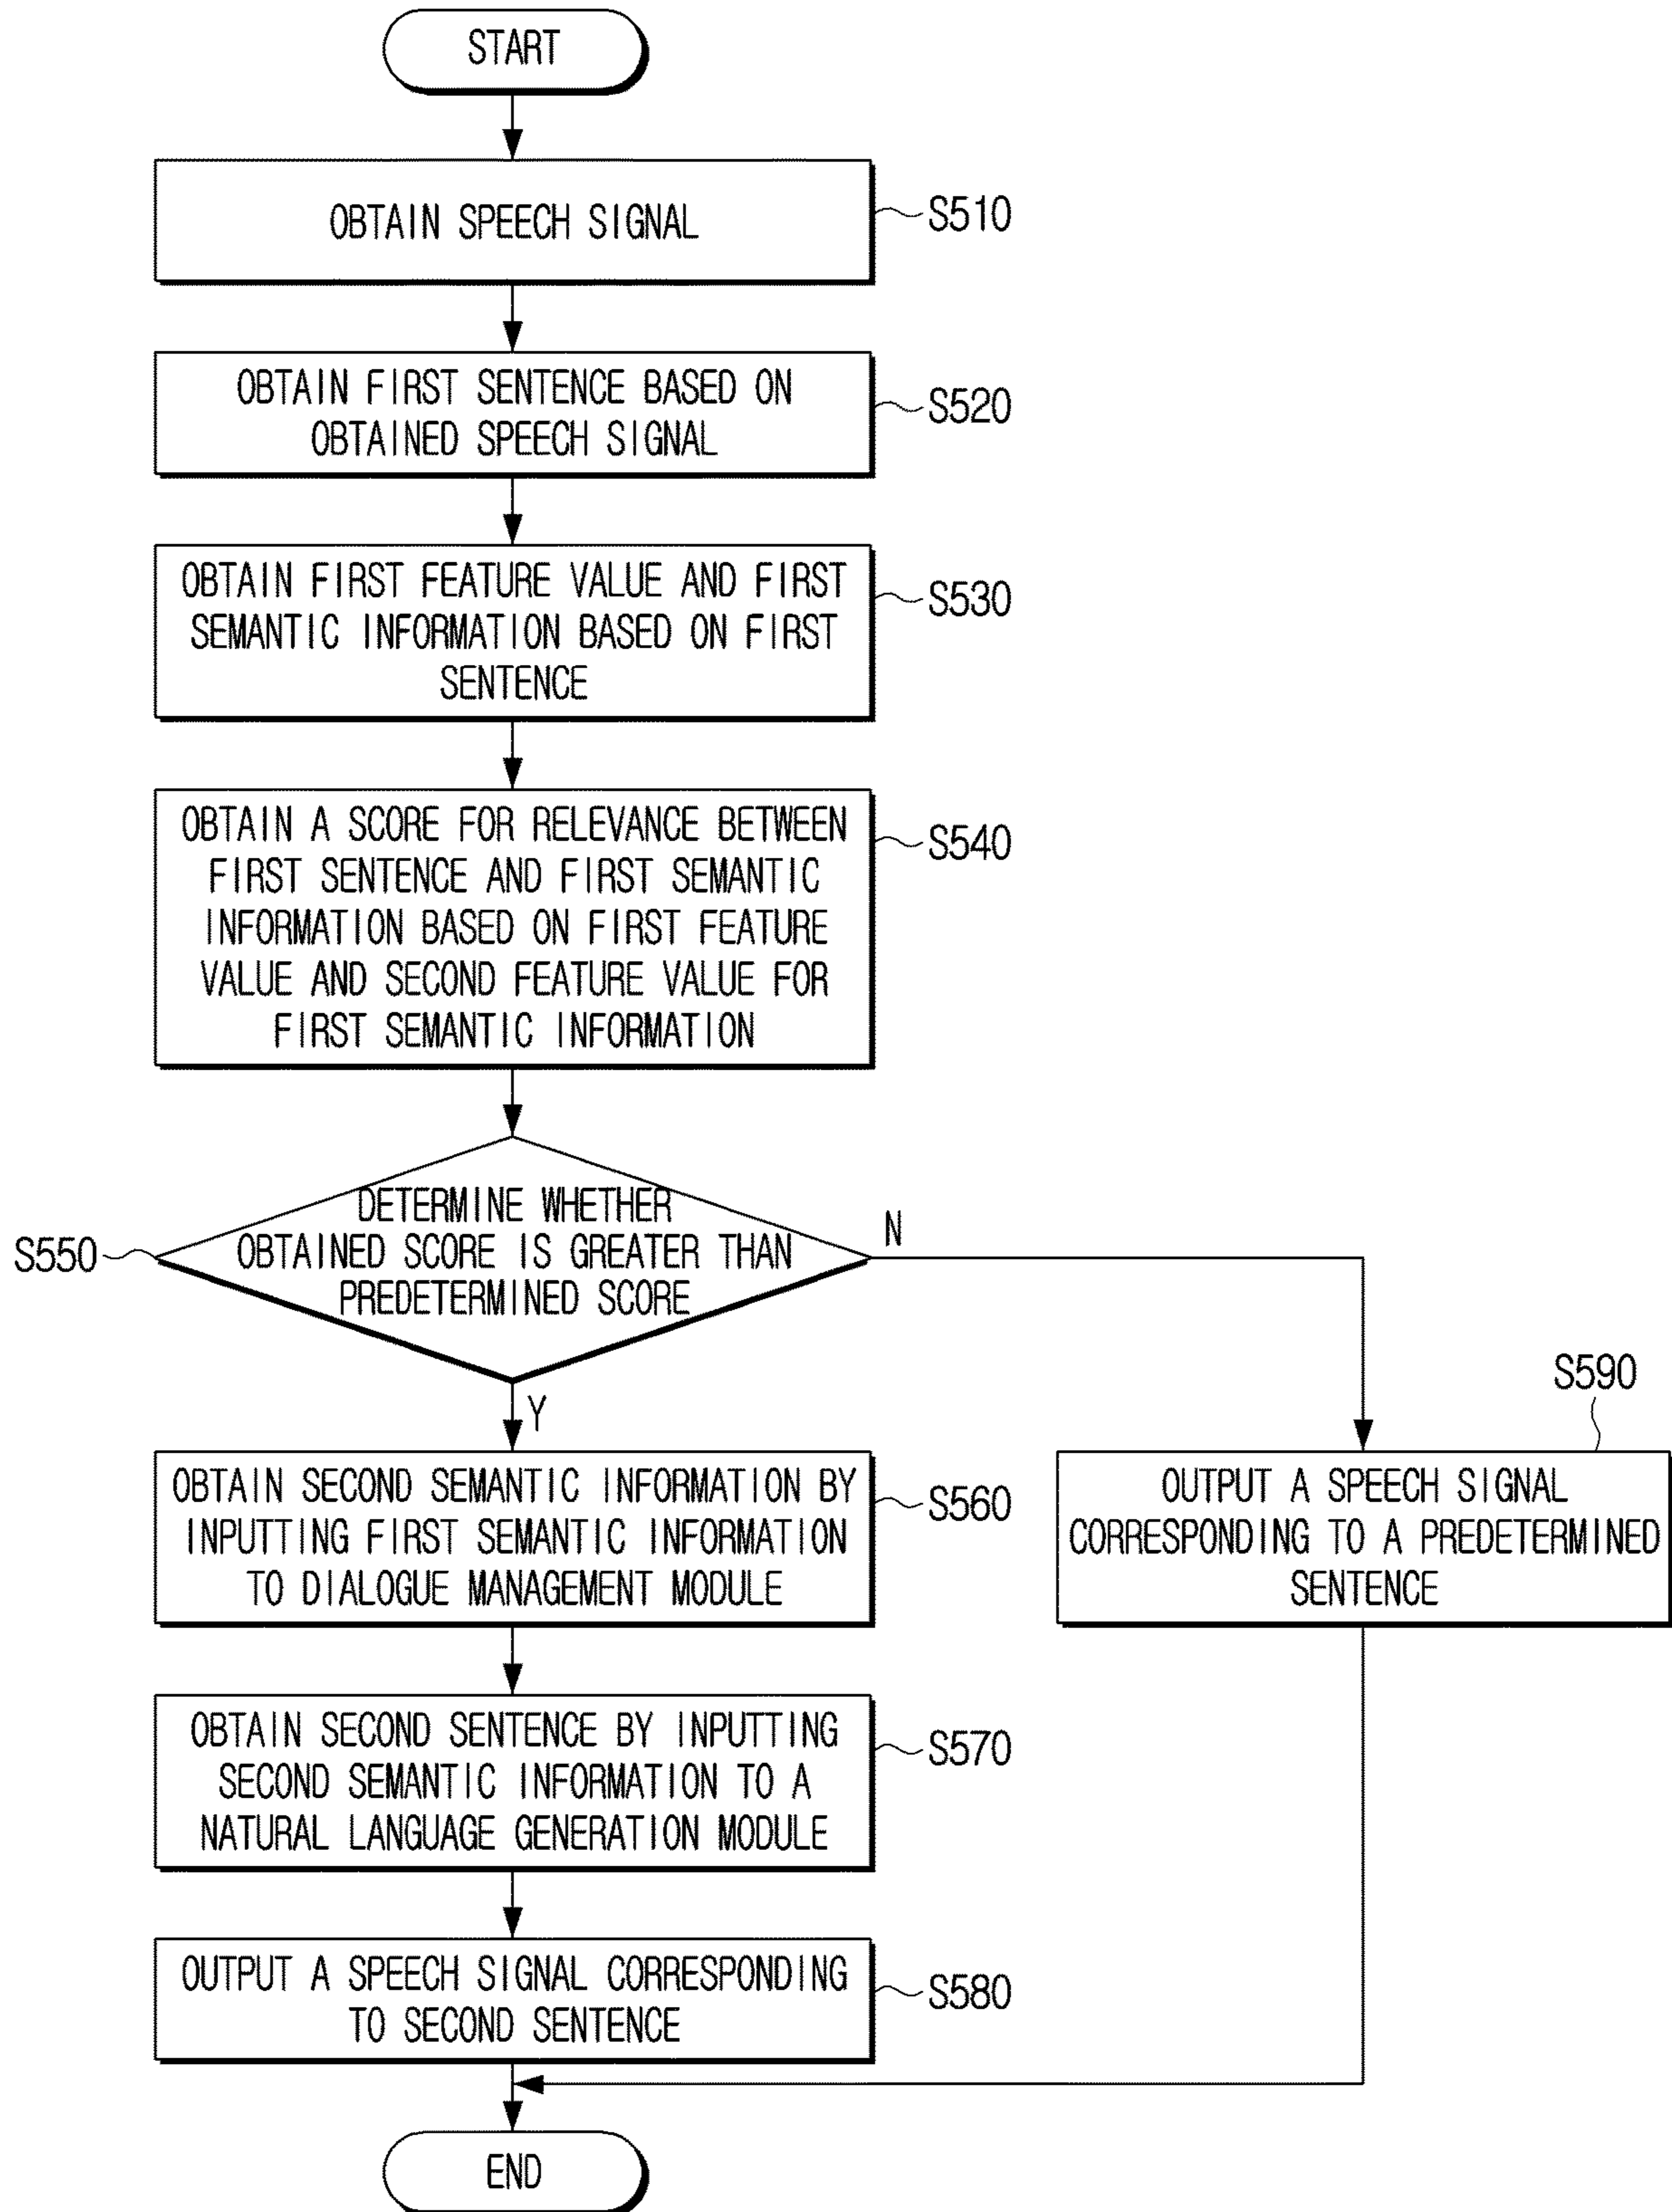 START
OBTAIN SPEECH SIGNAL
S510
OBTAIN FIRST SENTENCE BASED ON
OBTAINED SPEECH SIGNAL
S520
OBTAIN FIRST FEATURE VALUE AND FIRST
SEMANTIC INFORMATION BASED ON FIRST
SENTENCE
S530
OBTAIN A SCORE FOR RELEVANCE BETWEEN
FIRST SENTENCE AND FIRST SEMANTIC
INFORMATION BASED ON FIRST FEATURE
VALUE AND SECOND FEATURE VALUE FOR
FIRST SEMANTIC INFORMATION
S540
DETERMINE WHETHER
OBTAINED SCORE IS GREATER THAN
PREDETERMINED SCORE
S550
N
Y
OBTAIN SECOND SEMANTIC INFORMATION BY
INPUTTING FIRST SEMANTIC INFORMATION
TO DIALOGUE MANAGEMENT MODULE
S560
S590
OUTPUT A SPEECH SIGNAL
CORRESPONDING TO A PREDETERMINED
SENTENCE
OBTAIN SECOND SENTENCE BY INPUTTING
SECOND SEMANTIC INFORMATION TO A
NATURAL LANGUAGE GENERATION MODULE
S570
OUTPUT A SPEECH SIGNAL CORRESPONDING
TO SECOND SENTENCE
S580
END